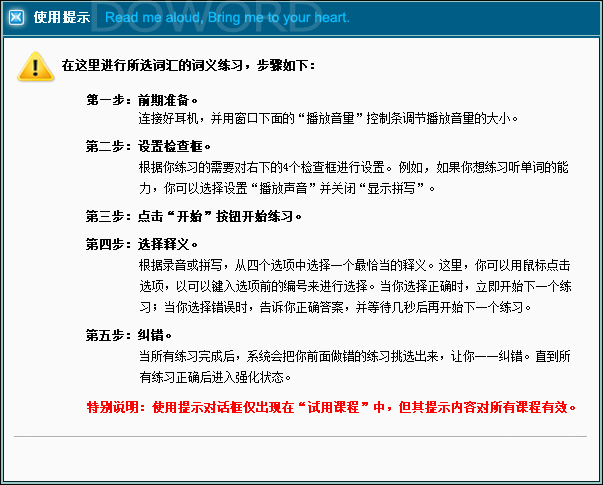 DOWORD
使用提示 Read me aloud, Bring me to your heart.
在这里进行所选词汇的词义练习，步骤如下：
第一步：前期准备。
连接好耳机，并用窗口下面的“播放音量”控制条调节播放音量的大小。
第二步：设置检查框。
根据你练习的需要对右下的4个检查框进行设置。例如，如果你想练习听单词的能
力，你可以选择设置“播放声音”并关闭“显示拼写”。
第三步：点击“开始”按钮开始练习。
第四步：选择释义。
根据录音或拼写，从四个选项中选择一个最恰当的释义。这里，你可以用鼠标点击
选项，以可以键入选项前的编号来进行选择。当你选择正确时，立即开始下一个练
习；当你选择错误时，告诉你正确答案，并等待几秒后再开始下一个练习。
第五步：纠错。
当所有练习完成后，系统会把你前面做错的练习挑选出来，让你一一纠错。直到所
有练习正确后进入强化状态。
特别说明：使用提示对话框仅出现在“试用课程”中，但其提示内容对所有课程有效。